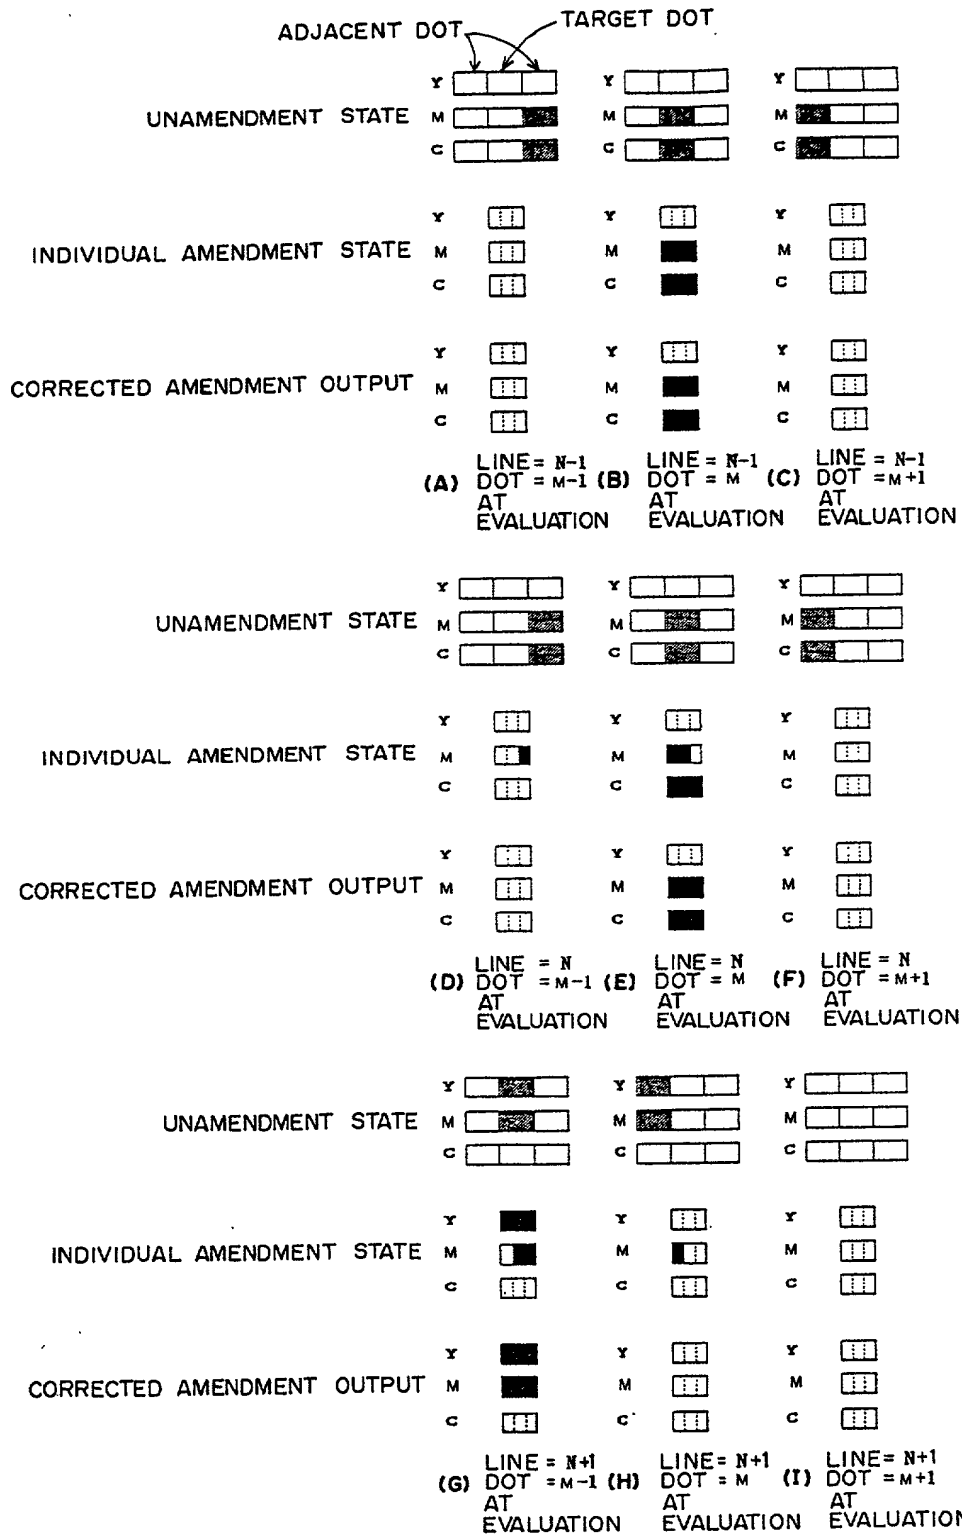 ADJACENT DOT TARGET DOT
Y Y Y
UNAMENDMENT STATE M M M
C C C
Y Y Y
INDIVIDUAL AMENDMENT STATE M M M
C C C
Y Y Y
CORRECTED AMENDMENT OUTPUT M M M
C C C
LINE = N-1 LINE = N-1 LINE = N-1
(A) DOT = M-1 (B) DOT = M (C) DOT = M+1
AT AT AT
EVALUATION EVALUATION EVALUATION
Y Y Y
UNAMENDMENT STATE M M M
C C C
Y Y Y
INDIVIDUAL AMENDMENT STATE M M M
C C C
Y Y Y
CORRECTED AMENDMENT OUTPUT M M M
C C C
LINE = N LINE = N LINE = N
(D) DOT = M-1 (E) DOT = M (F) DOT = M+1
AT AT AT
EVALUATION EVALUATION EVALUATION
Y Y Y
UNAMENDMENT STATE M M M
C C C
Y Y Y
INDIVIDUAL AMENDMENT STATE M M M
C C C
Y Y Y
CORRECTED AMENDMENT OUTPUT M M M
C C C
LINE = N+1 LINE = N+1 LINE = N+1
(G) DOT = M-1 (H) DOT = M (I) DOT = M+1
AT AT AT
EVALUATION EVALUATION EVALUATION